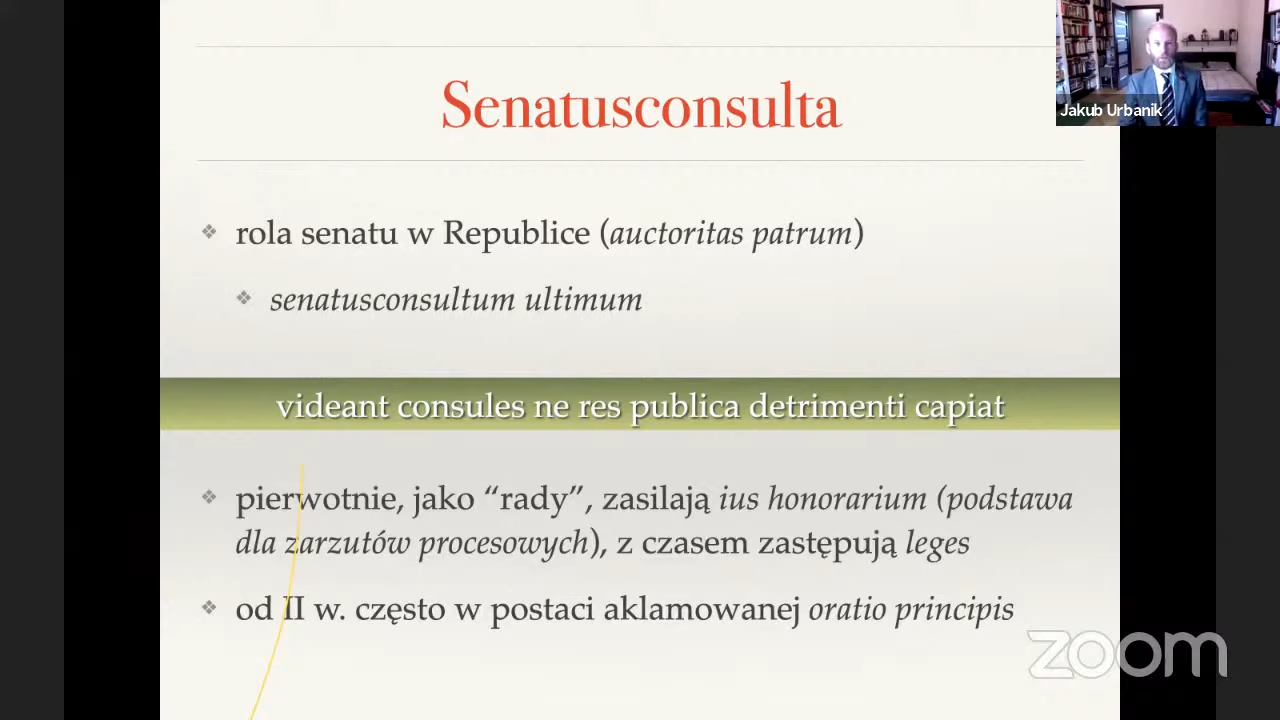 Senatusconsulta
Jakub Urbanik
rola senatu w Republice (auctoritas patrum)
senatusconsultum ultimum
videant consules ne res publica detrimenti capiat
pierwotnie, jako “rady”, zasilają ius honorarium (podstawa
dla zarzutów procesowych), z czasem zastępują leges
od II w. często w postaci aklamowanej oratio principis
zoom